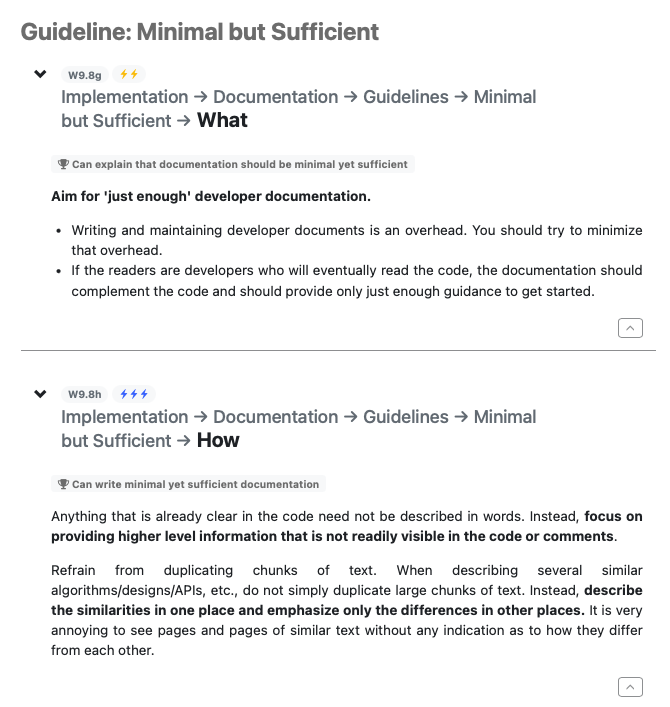 Guideline: Minimal but Sufficient
W9.8g
Implementation → Documentation → Guidelines → Minimal
but Sufficient → What
Can explain that documentation should be minimal yet sufficient
Aim for 'just enough' developer documentation.
• Writing and maintaining developer documents is an overhead. You should try to minimize
that overhead.
• If the readers are developers who will eventually read the code, the documentation should
complement the code and should provide only just enough guidance to get started.
W9.8h
Implementation → Documentation → Guidelines → Minimal
but Sufficient → How
Can write minimal yet sufficient documentation
Anything that is already clear in the code need not be described in words. Instead, focus on
providing higher level information that is not readily visible in the code or comments.
Refrain from duplicating chunks of text. When describing several similar
algorithms/designs/APIs, etc., do not simply duplicate large chunks of text. Instead, describe
the similarities in one place and emphasize only the differences in other places. It is very
annoying to see pages and pages of similar text without any indication as to how they differ
from each other.